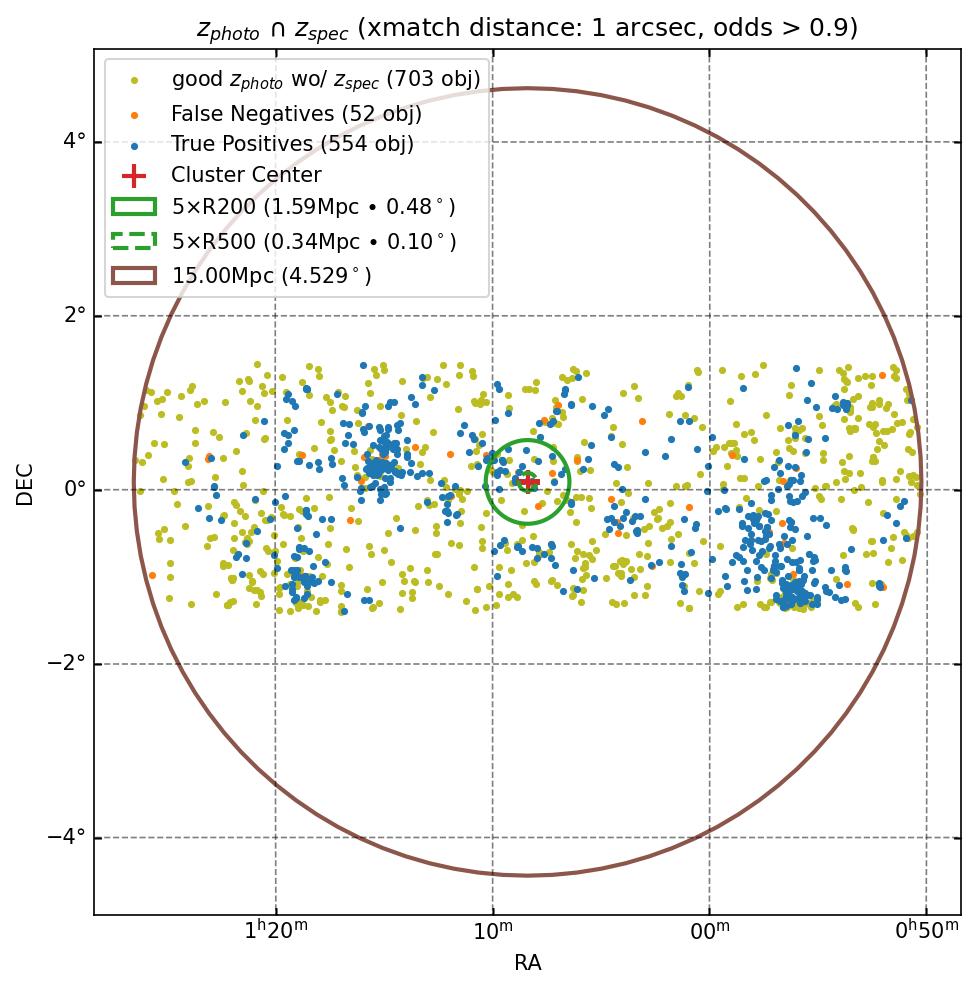 z_photo ∩ z_spec (xmatch distance: 1 arcsec, odds > 0.9)
good z_photo wo/ z_spec (703 obj)
False Negatives (52 obj)
True Positives (554 obj)
Cluster Center
5×R200 (1.59Mpc • 0.48°)
5×R500 (0.34Mpc • 0.10°)
15.00Mpc (4.529°)
4°
2°
0°
−2°
−4°
DEC
1ʰ20ᵐ 10ᵐ 00ᵐ 0ʰ50ᵐ
RA